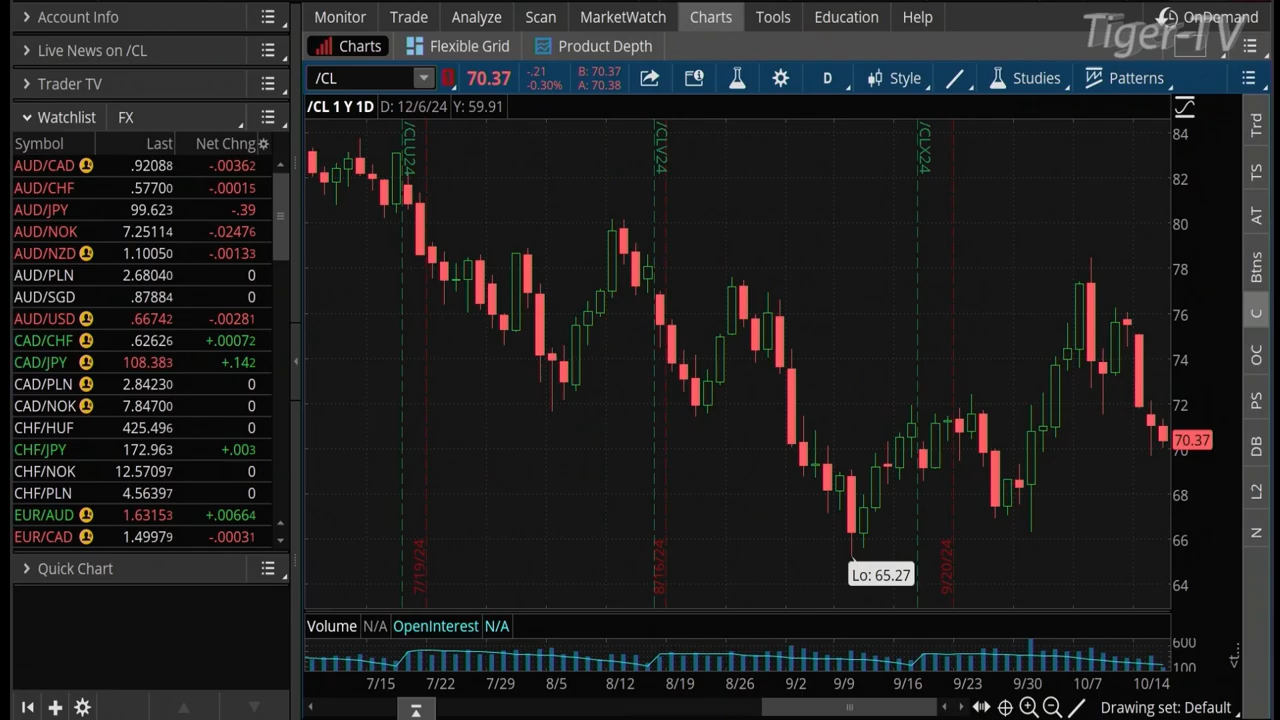 Account Info
Monitor Trade Analyze Scan MarketWatch Charts Tools Education Help OnDemand
Tiger-TV
Live News on /CL
Charts Flexible Grid Product Depth
Trader TV
/CL 70.37 -.21 -0.30% B: 70.37 A: 70.38 D Style Studies Patterns
Watchlist FX
/CL 1 Y 1D D: 12/6/24 Y: 59.91
Symbol Last Net Chng
AUD/CAD .92088 -.00362
AUD/CHF .57700 -.00015
AUD/JPY 99.623 -.39
AUD/NOK 7.25114 -.02476
AUD/NZD 1.10050 -.00133
AUD/PLN 2.68040 0
AUD/SGD .87884 0
AUD/USD .66742 -.00281
CAD/CHF .62626 +.00072
CAD/JPY 108.383 +.142
CAD/PLN 2.84230 0
CAD/NOK 7.84700 0
CHF/HUF 425.496 0
CHF/JPY 172.963 +.003
CHF/NOK 12.57097 0
CHF/PLN 4.56397 0
EUR/AUD 1.63153 +.00664
EUR/CAD 1.49979 -.00031
Quick Chart
/CLU24
/CLV24
/CLX24
7/19/24
8/16/24
9/20/24
Lo: 65.27
84
82
80
78
76
74
72
70.37
70
68
66
64
Trd
TS
AT
Btns
C
OC
PS
DB
L2
N
Volume N/A OpenInterest N/A
600
100
7/15 7/22 7/29 8/5 8/12 8/19 8/26 9/2 9/9 9/16 9/23 9/30 10/7 10/14
Drawing set: Default